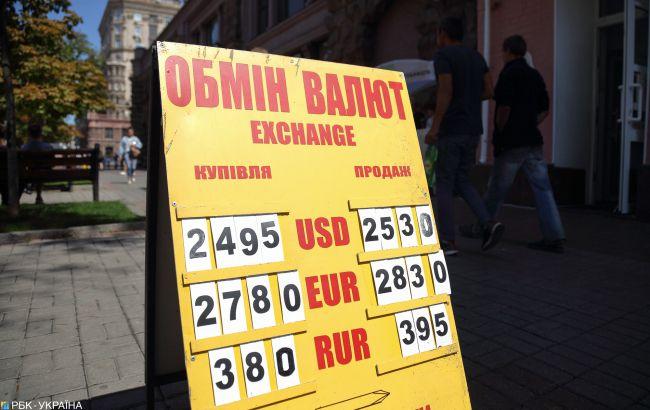 ОБМІН ВАЛЮТ
EXCHANGE
КУПІВЛЯ ПРОДАЖ
2495 USD 2530
2780 EUR 2830
380 RUR 395
РБК - УКРАЇНА